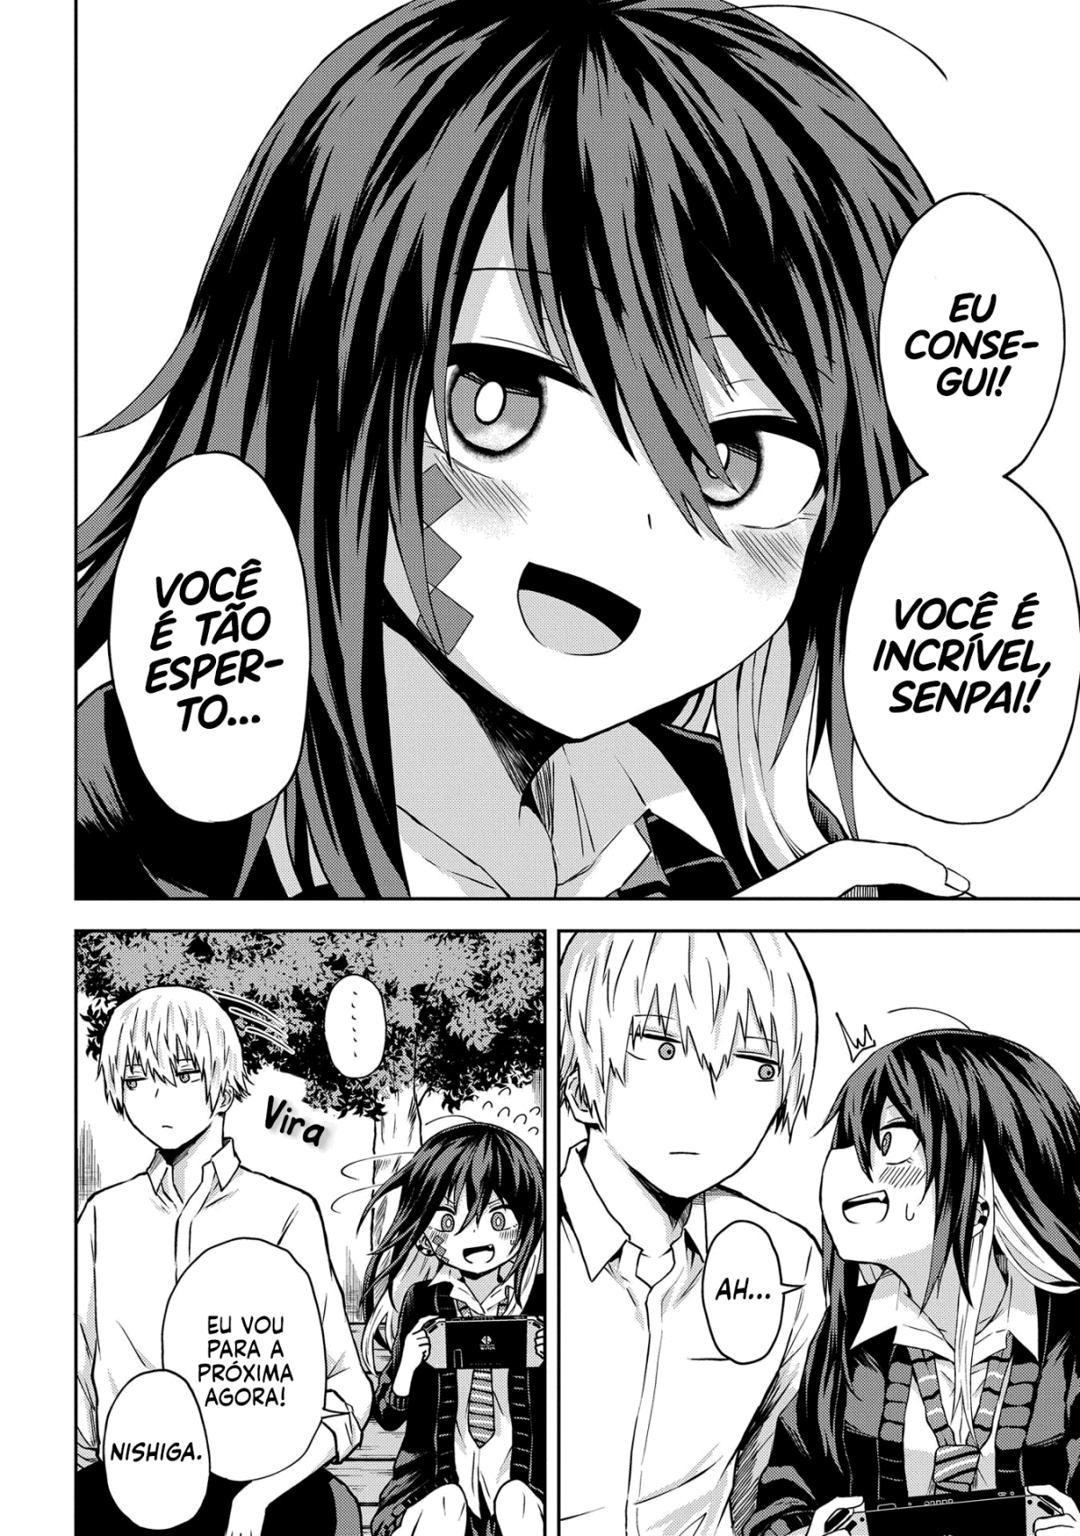 EU
CONSE-
GUI!
VOCÊ É
INCRÍVEL,
SENPAI!
VOCÊ
É TÃO
ESPER-
TO...
AH...
......
Vira
EU VOU
PARA A
PRÓXIMA
AGORA!
NISHIGA.